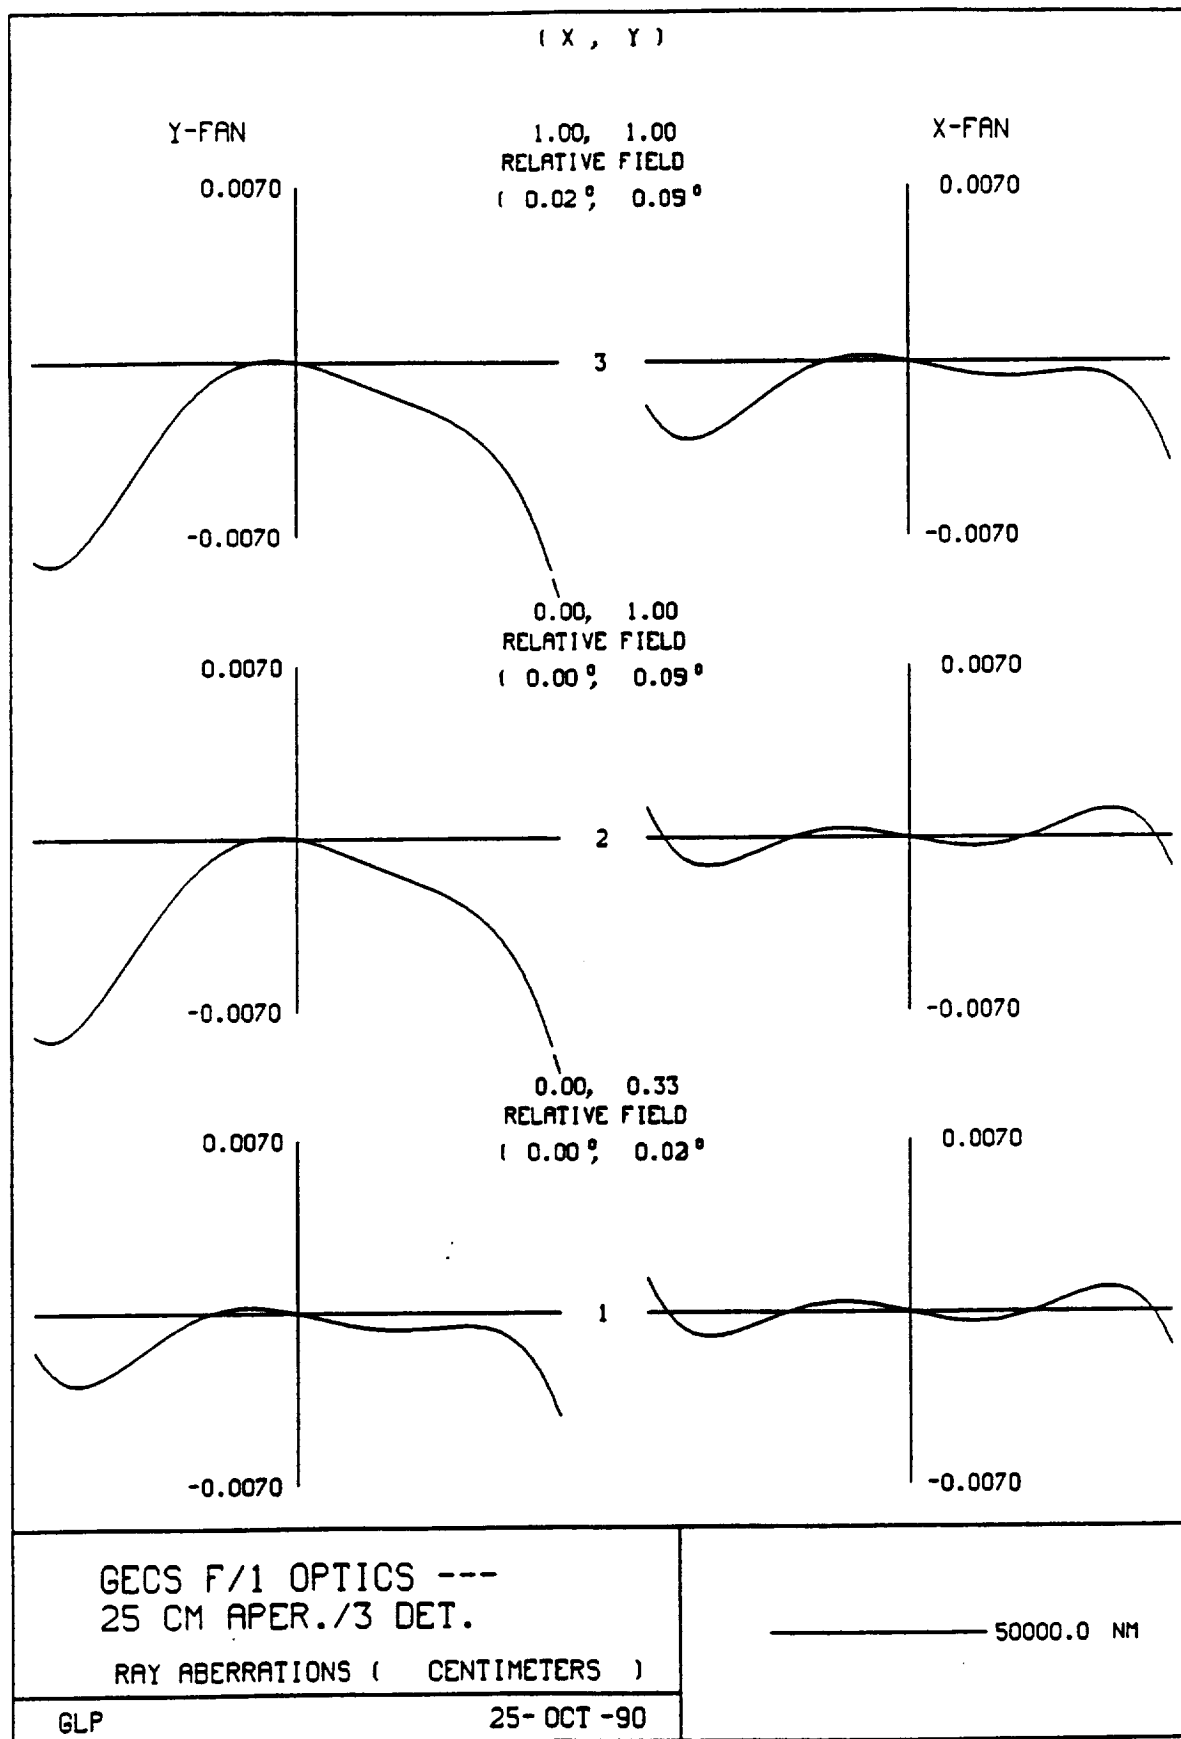 ( X , Y )
Y-FAN
1.00, 1.00
X-FAN
RELATIVE FIELD
( 0.02°, 0.09°
0.0070
0.0070
3
-0.0070
-0.0070
0.00, 1.00
RELATIVE FIELD
( 0.00°, 0.09°
0.0070
0.0070
2
-0.0070
-0.0070
0.00, 0.33
RELATIVE FIELD
( 0.00°, 0.02°
0.0070
0.0070
1
-0.0070
-0.0070
GECS F/1 OPTICS ---
25 CM APER./3 DET.
RAY ABERRATIONS ( CENTIMETERS )
GLP 25-OCT-90
50000.0 NM